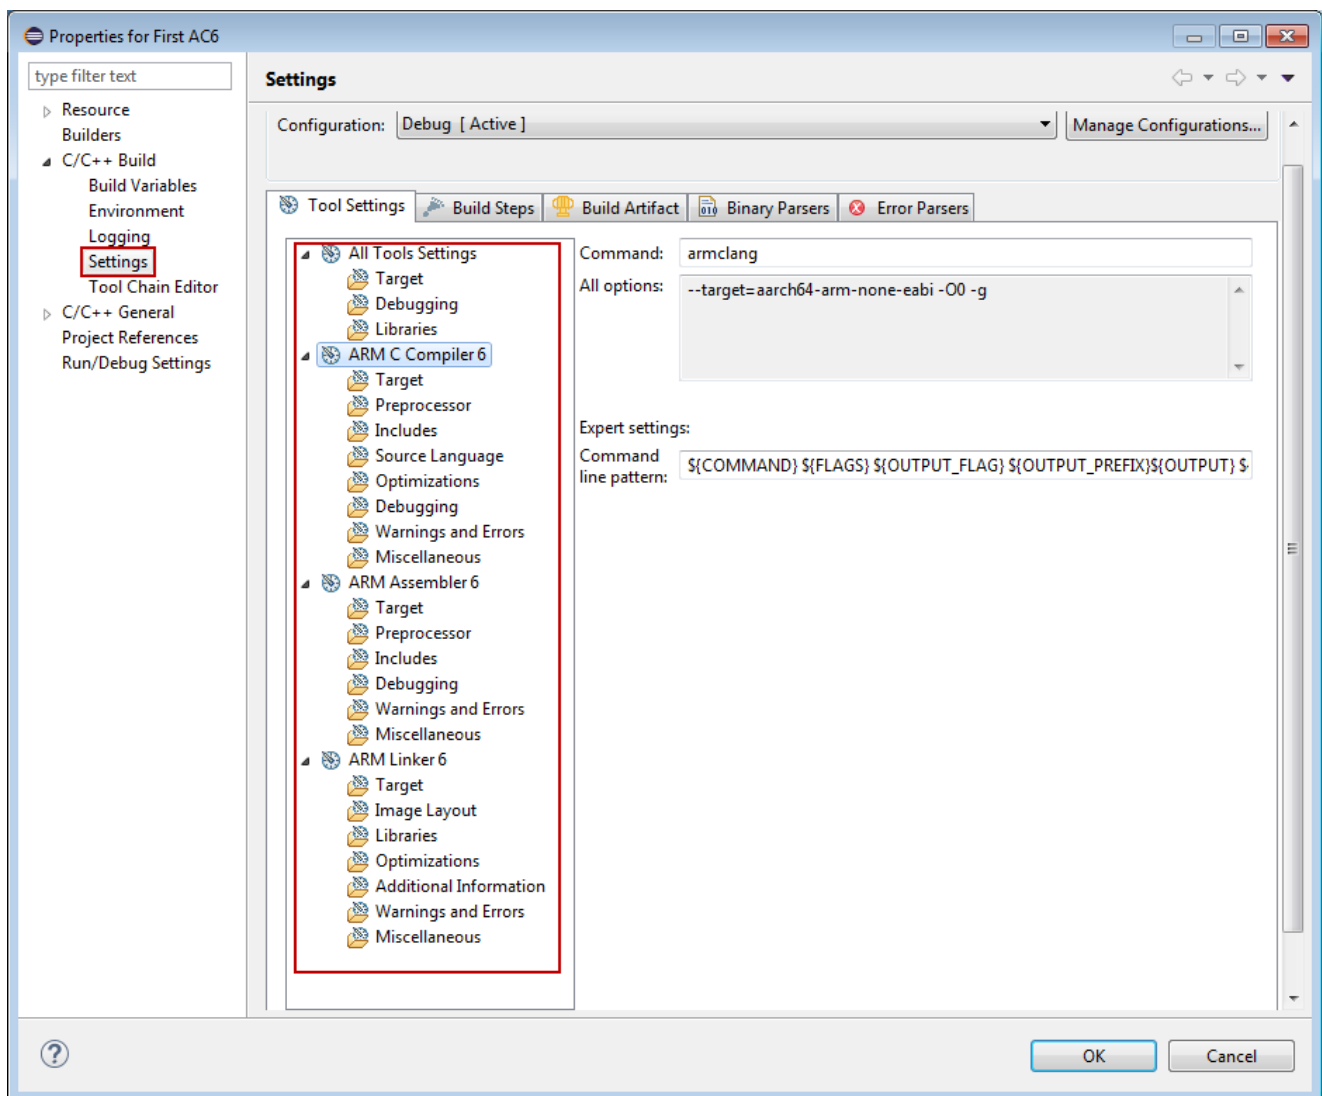 Properties for First AC6
type filter text
Resource
Builders
C/C++ Build
Build Variables
Environment
Logging
Settings
Tool Chain Editor
C/C++ General
Project References
Run/Debug Settings
Settings
Configuration:
Debug [ Active ]
Manage Configurations...
Tool Settings
Build Steps
Build Artifact
Binary Parsers
Error Parsers
All Tools Settings
Target
Debugging
Libraries
ARM C Compiler 6
Target
Preprocessor
Includes
Source Language
Optimizations
Debugging
Warnings and Errors
Miscellaneous
ARM Assembler 6
Target
Preprocessor
Includes
Debugging
Warnings and Errors
Miscellaneous
ARM Linker 6
Target
Image Layout
Libraries
Optimizations
Additional Information
Warnings and Errors
Miscellaneous
Command: armclang
All options: --target=aarch64-arm-none-eabi -O0 -g
Expert settings:
Command
line pattern:
${COMMAND} ${FLAGS} ${OUTPUT_FLAG} ${OUTPUT_PREFIX}${OUTPUT} $
OK
Cancel